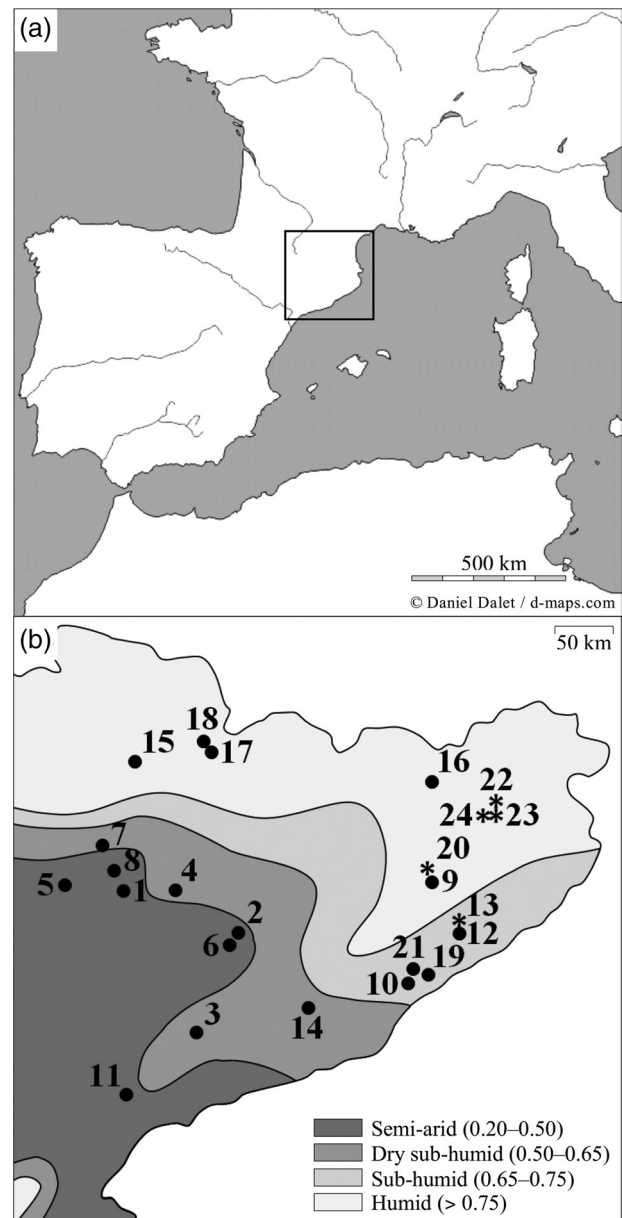 (a)
500 km
© Daniel Dalet / d-maps.com
(b)
50 km
18
15
17
16
22
24
23
7
20
8
5
1
4
9
2
13
6
12
21
19
10
3
14
11
Semi-arid (0.20–0.50)
Dry sub-humid (0.50–0.65)
Sub-humid (0.65–0.75)
Humid (> 0.75)